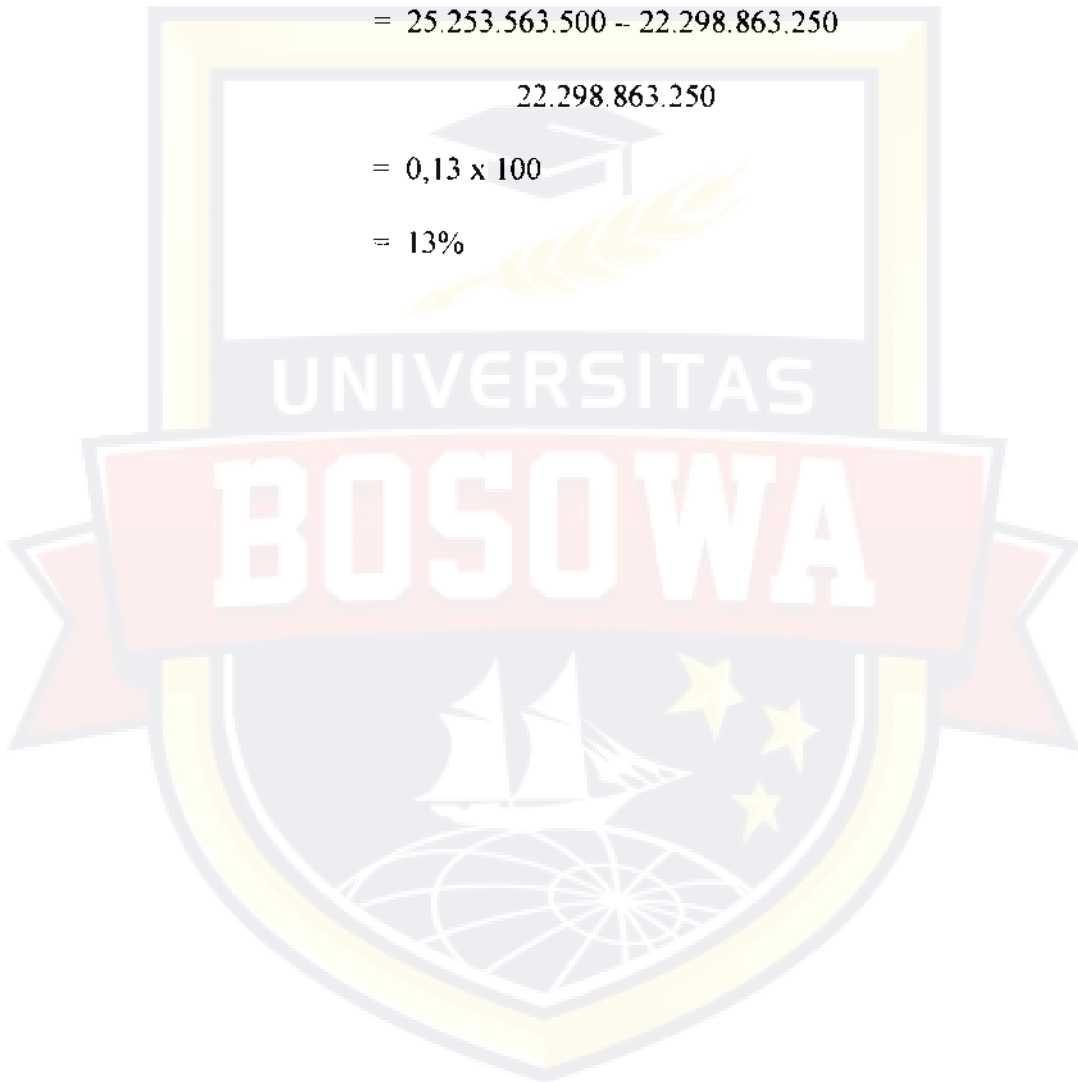 = 25.253.563.500 – 22.298.863.250
22.298.863.250
= 0,13 x 100
= 13%
UNIVERSITAS
BOSOWA